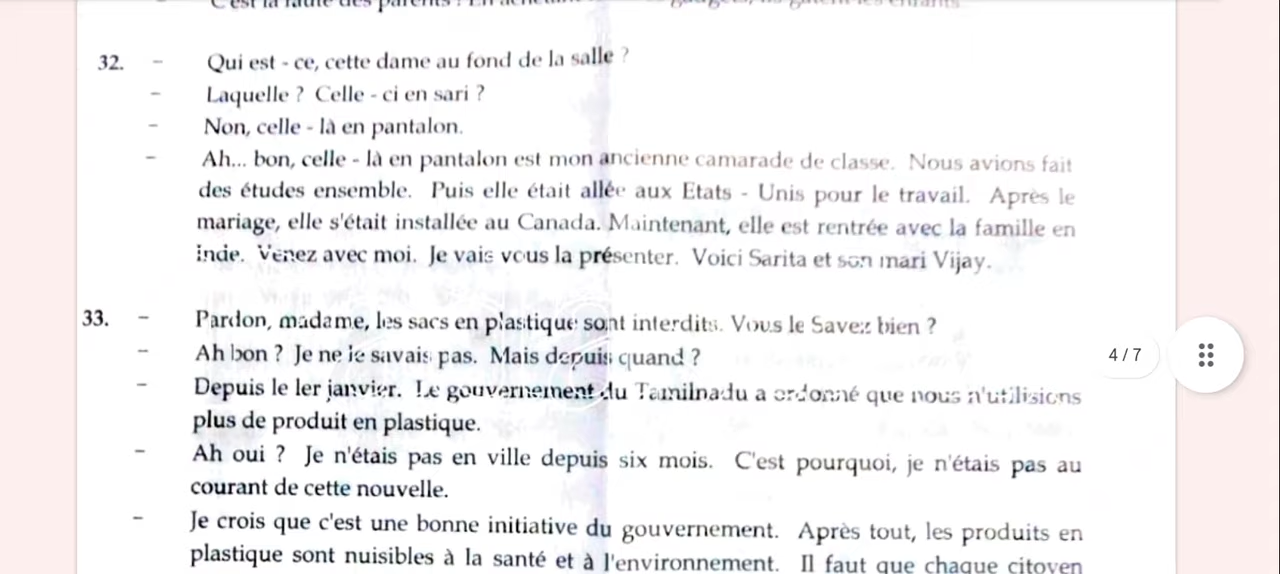 C'est la faute des parents ! En
32. - Qui est - ce, cette dame au fond de la salle ?
- Laquelle ? Celle - ci en sari ?
- Non, celle - là en pantalon.
- Ah... bon, celle - là en pantalon est mon ancienne camarade de classe. Nous avions fait
des études ensemble. Puis elle était allée aux Etats - Unis pour le travail. Après le
mariage, elle s'était installée au Canada. Maintenant, elle est rentrée avec la famille en
inde. Venez avec moi. Je vais vous la présenter. Voici Sarita et son mari Vijay.
33. - Pardon, madame, les sacs en plastique sont interdits. Vous le Savez bien ?
- Ah bon ? Je ne le savais pas. Mais depuis quand ?
- Depuis le ler janvier. Le gouvernement du Tamilnadu a ordonné que nous n'utilisions
plus de produit en plastique.
- Ah oui ? Je n'étais pas en ville depuis six mois. C'est pourquoi, je n'étais pas au
courant de cette nouvelle.
- Je crois que c'est une bonne initiative du gouvernement. Après tout, les produits en
plastique sont nuisibles à la santé et à l'environnement. Il faut que chaque citoyen
4 / 7